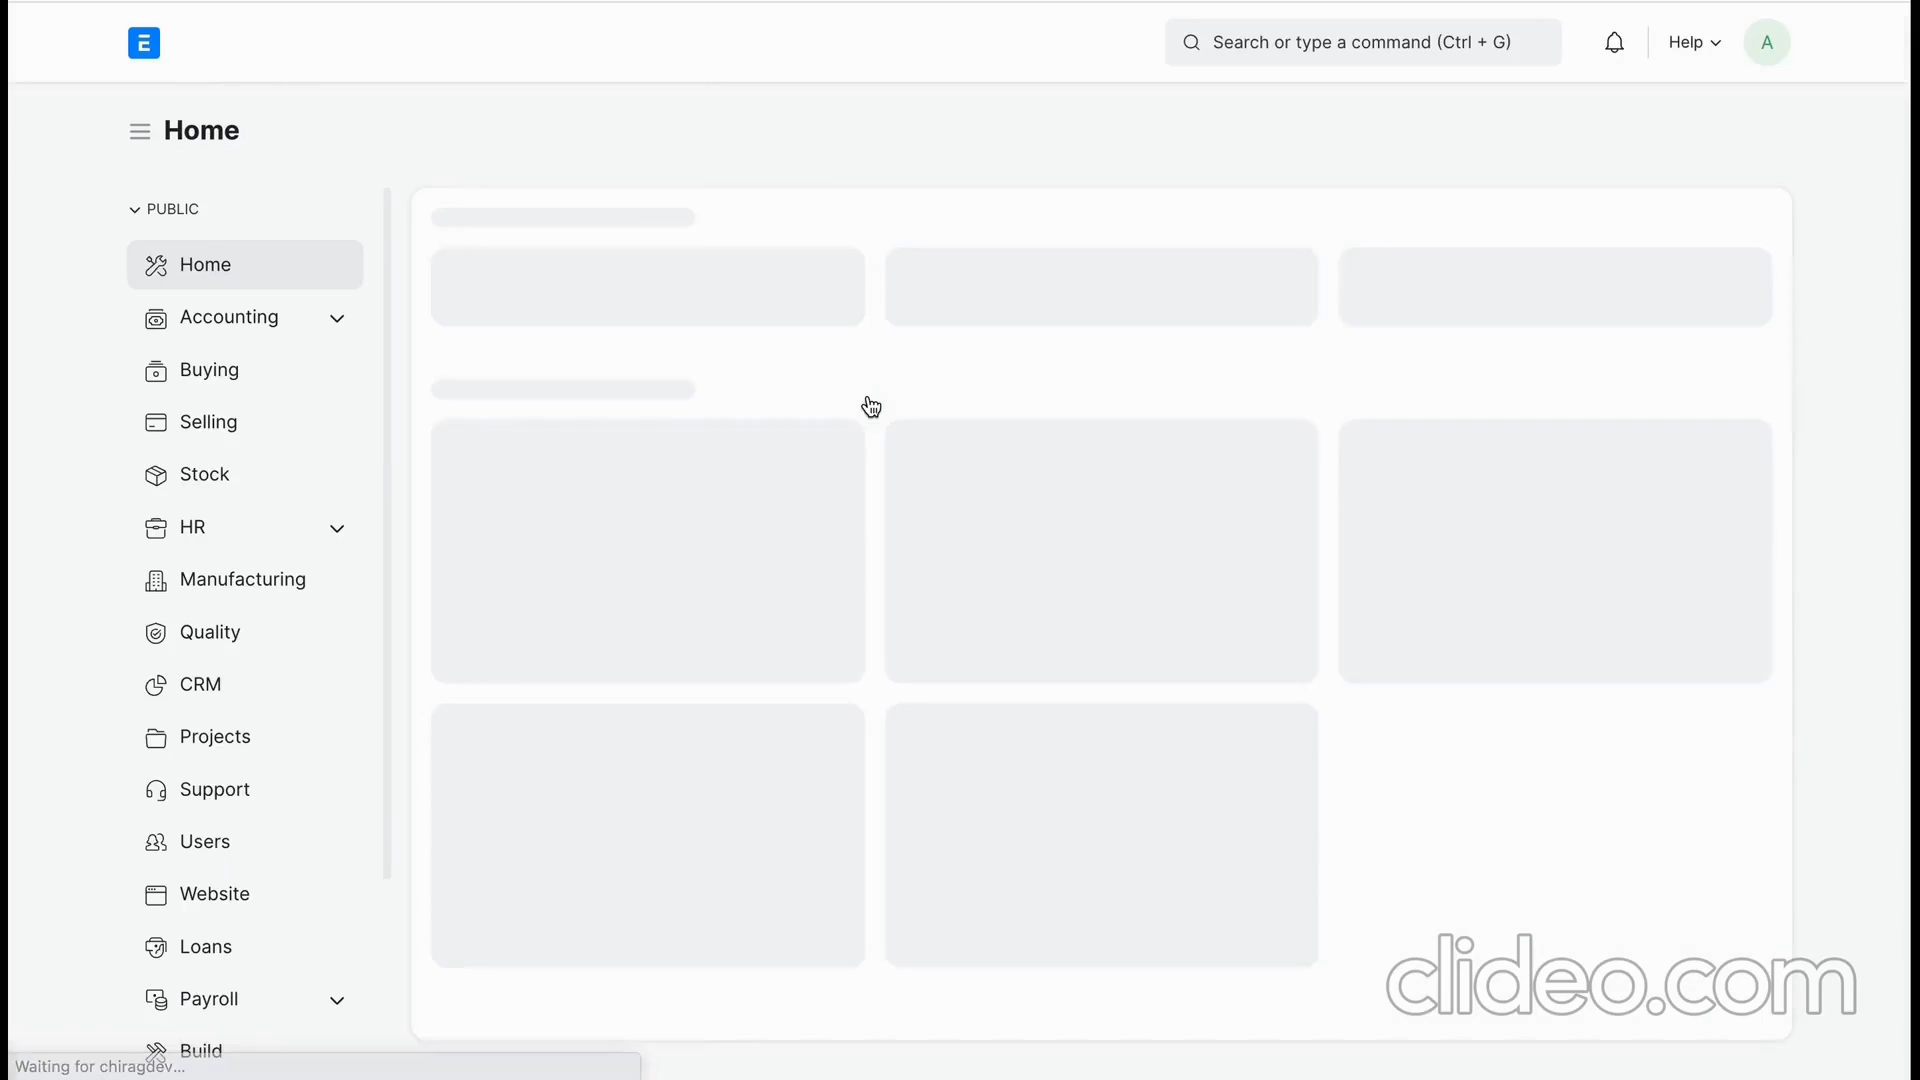 E
Search or type a command (Ctrl + G)
Help
A
Home
PUBLIC
Home
Accounting
Buying
Selling
Stock
HR
Manufacturing
Quality
CRM
Projects
Support
Users
Website
Loans
Payroll
Build
Waiting for chiragdev...
clideo.com